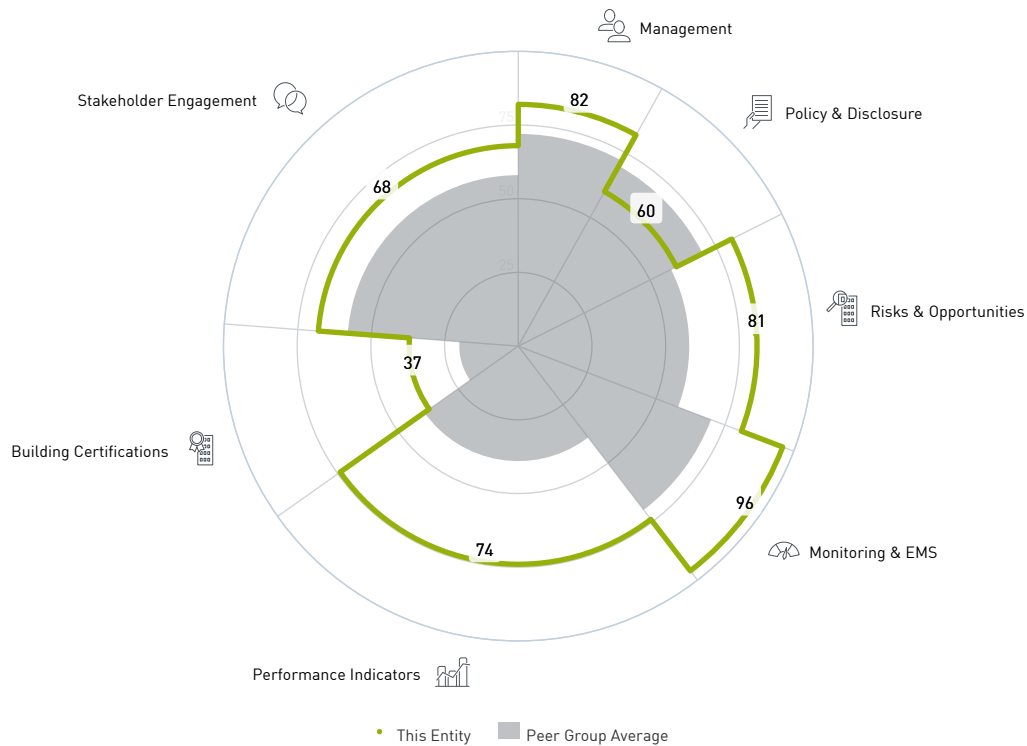 Management
Stakeholder Engagement
82
Policy & Disclosure
75
68
50
60
25
Risks & Opportunities
81
37
Building Certifications
96
74
Monitoring & EMS
Performance Indicators
This Entity
Peer Group Average